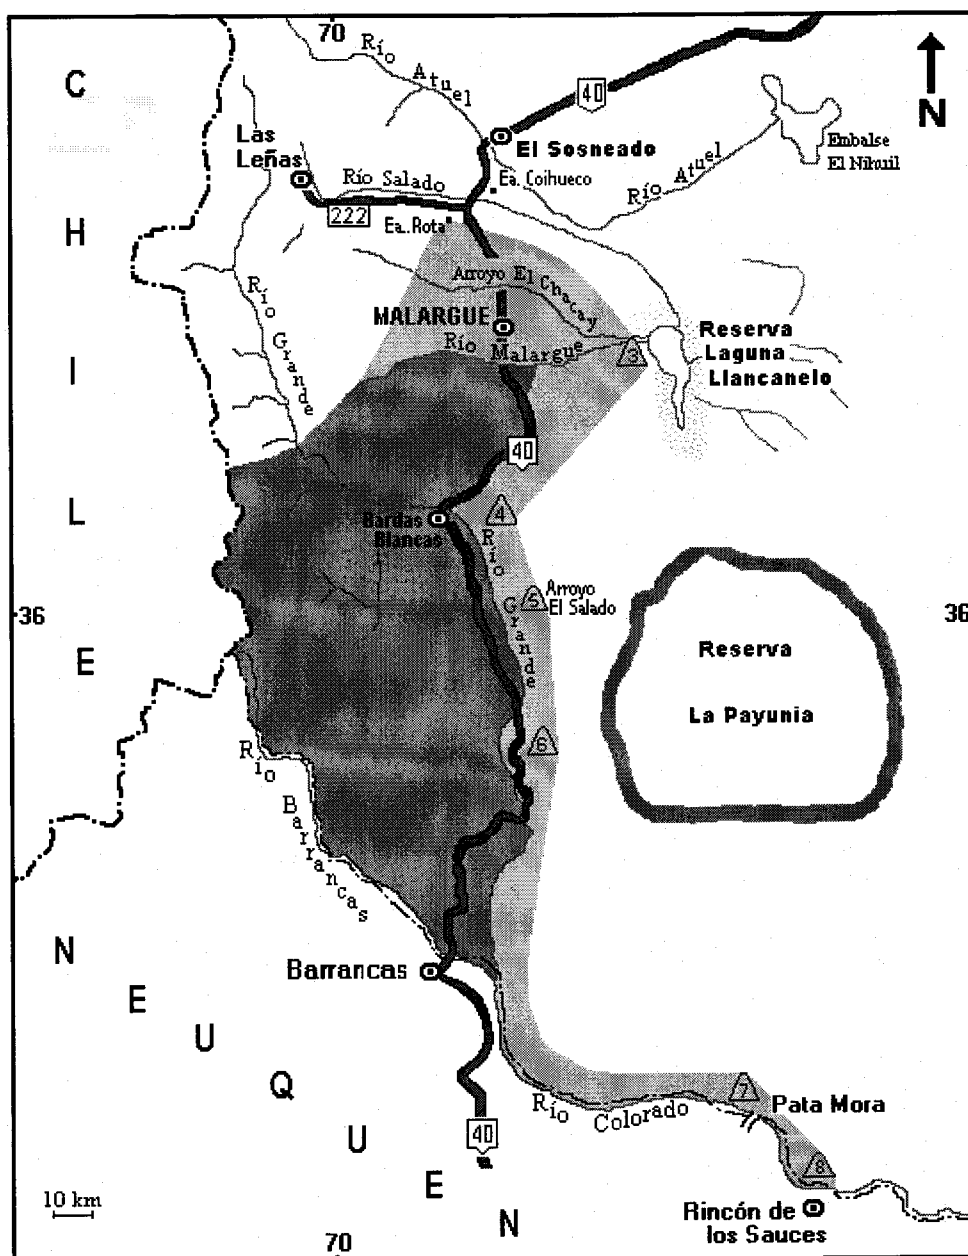 70
Río Atuel
C
40
N
Las
Leñas
El Sosneado
Embalse
El Nihuil
Río Salado
Ea. Coihueco
Río Atuel
222
Ea. Rota
H
Arroyo El Chacay
Río Grande
MALARGUE
Reserva
Laguna
Llancanelo
Río Malargue
3
I
40
L
4
Bardas
Blancas
Río Grande
5
Arroyo
El Salado
36
36
E
Reserva
La Payunia
6
Río Barrancas
Barrancas
NEUQUEN
7
Pata Mora
Río Colorado
40
8
10 km
Rincón de
los Sauces
70